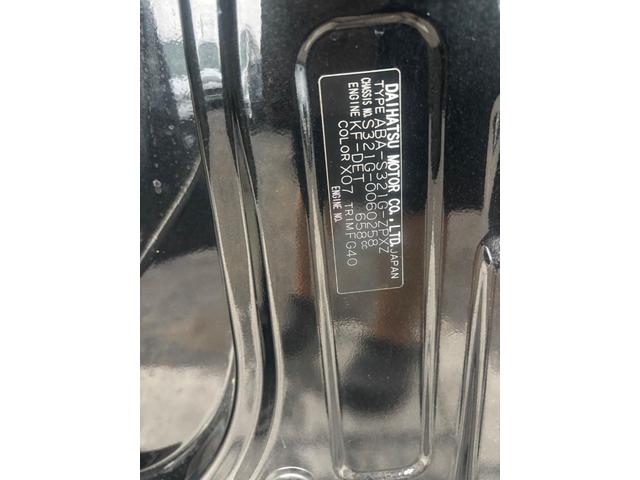 DAIHATSU MOTOR CO.,LTD. JAPAN
TYPE ABA-S321G-ZPXZ
CHASSIS NO. S321G-0060258
ENGINE KF-DET 658cc
COLOR X07 TRIM FG40
ENGINE NO.